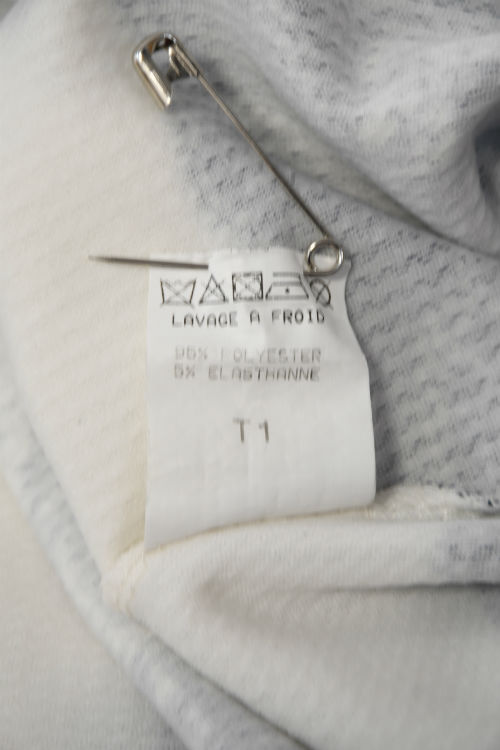 LAVAGE A FROID
95% POLYESTER
5% ELASTHANNE
T1